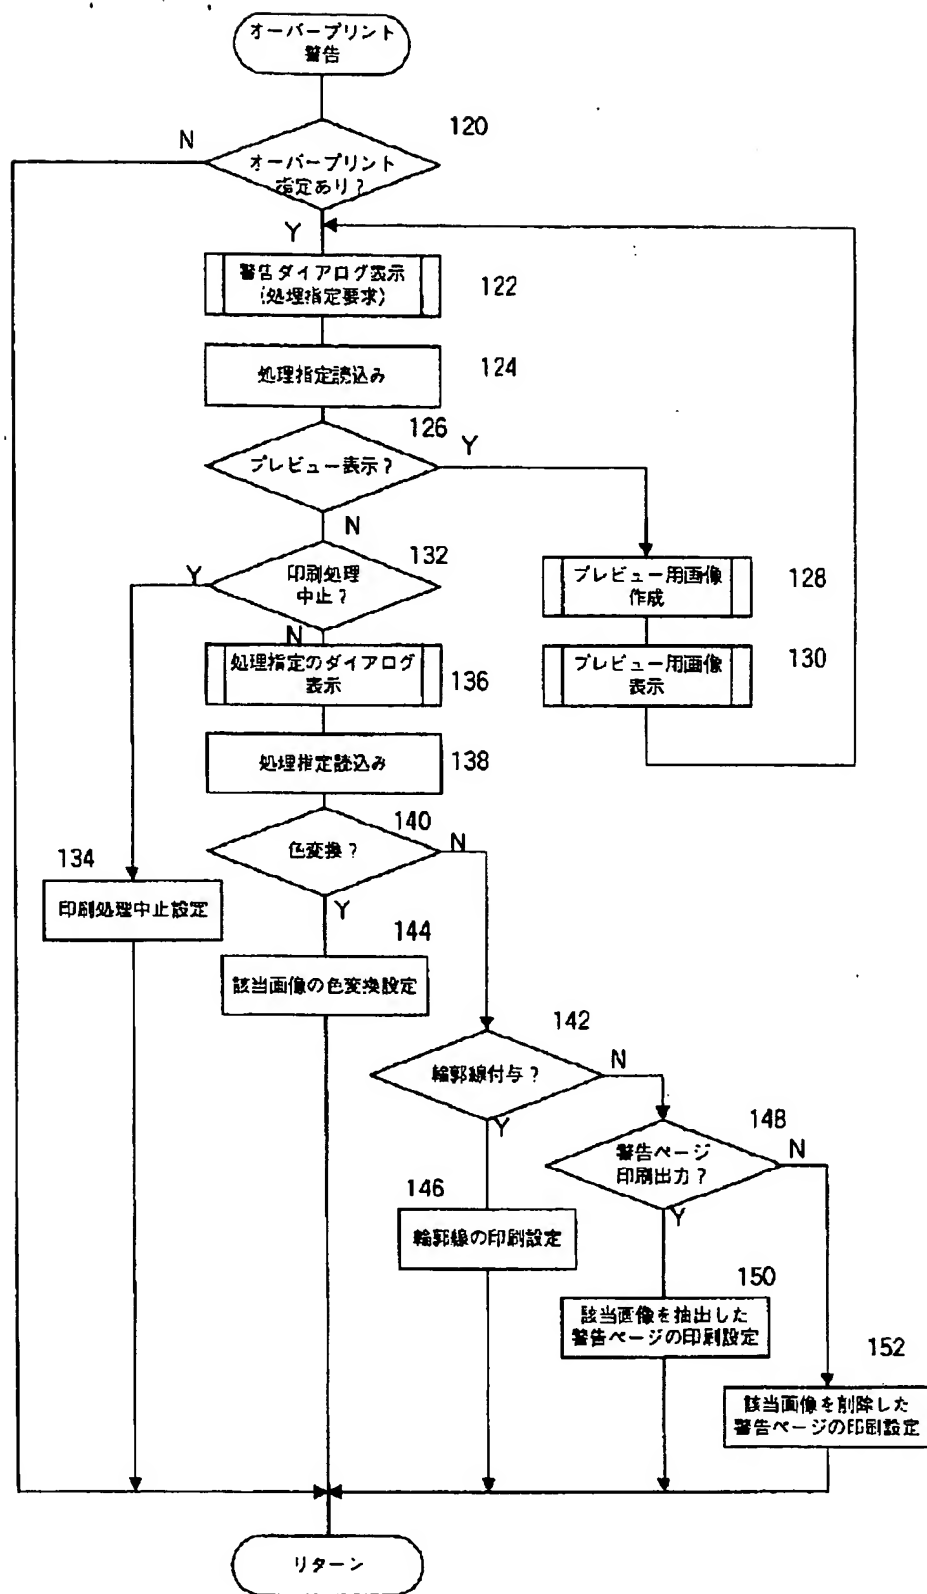 オーバープリント
警告
120
N
オーバープリント
指定あり?
Y
警告ダイアログ表示
(処理指定要求)
122
処理指定読込み
124
126
プレビュー表示?
Y
N
132
印刷処理
中止?
Y
N
プレビュー用画像
作成
128
処理指定のダイアログ
表示
136
プレビュー用画像
表示
130
処理指定読込み
138
140
色変換?
N
Y
134
印刷処理中止設定
144
該当画像の色変換設定
142
輪郭線付与?
N
Y
148
警告ページ
印刷出力?
N
Y
146
輪郭線の印刷設定
150
該当画像を抽出した
警告ページの印刷設定
152
該当画像を削除した
警告ページの印刷設定
リターン